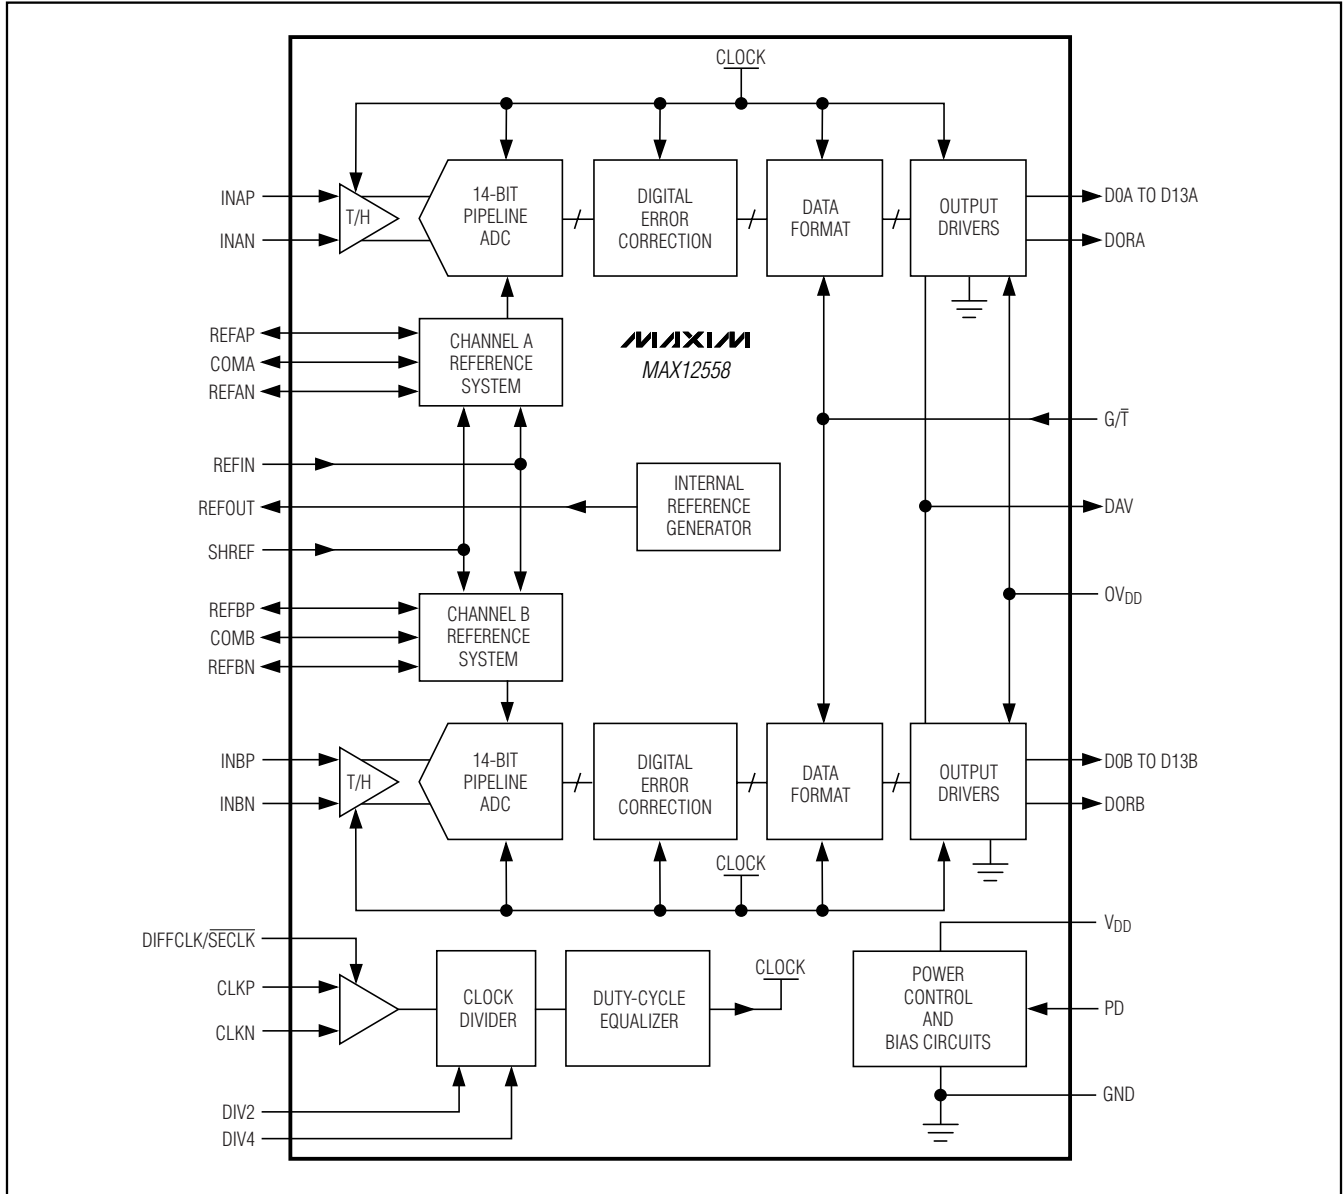 CLOCK
INAP
INAN
T/H
14-BIT
PIPELINE
ADC
DIGITAL
ERROR
CORRECTION
DATA
FORMAT
OUTPUT
DRIVERS
D0A TO D13A
DORA
REFAP
COMA
REFAN
CHANNEL A
REFERENCE
SYSTEM
MAXIM
MAX12558
G/T̅
REFIN
REFOUT
SHREF
INTERNAL
REFERENCE
GENERATOR
DAV
OVDD
REFBP
COMB
REFBN
CHANNEL B
REFERENCE
SYSTEM
INBP
INBN
T/H
14-BIT
PIPELINE
ADC
DIGITAL
ERROR
CORRECTION
DATA
FORMAT
OUTPUT
DRIVERS
D0B TO D13B
DORB
CLOCK
DIFFCLK/S̅E̅C̅L̅K̅
CLKP
CLKN
CLOCK
DIVIDER
DUTY-CYCLE
EQUALIZER
CLOCK
POWER
CONTROL
AND
BIAS CIRCUITS
VDD
PD
GND
DIV2
DIV4